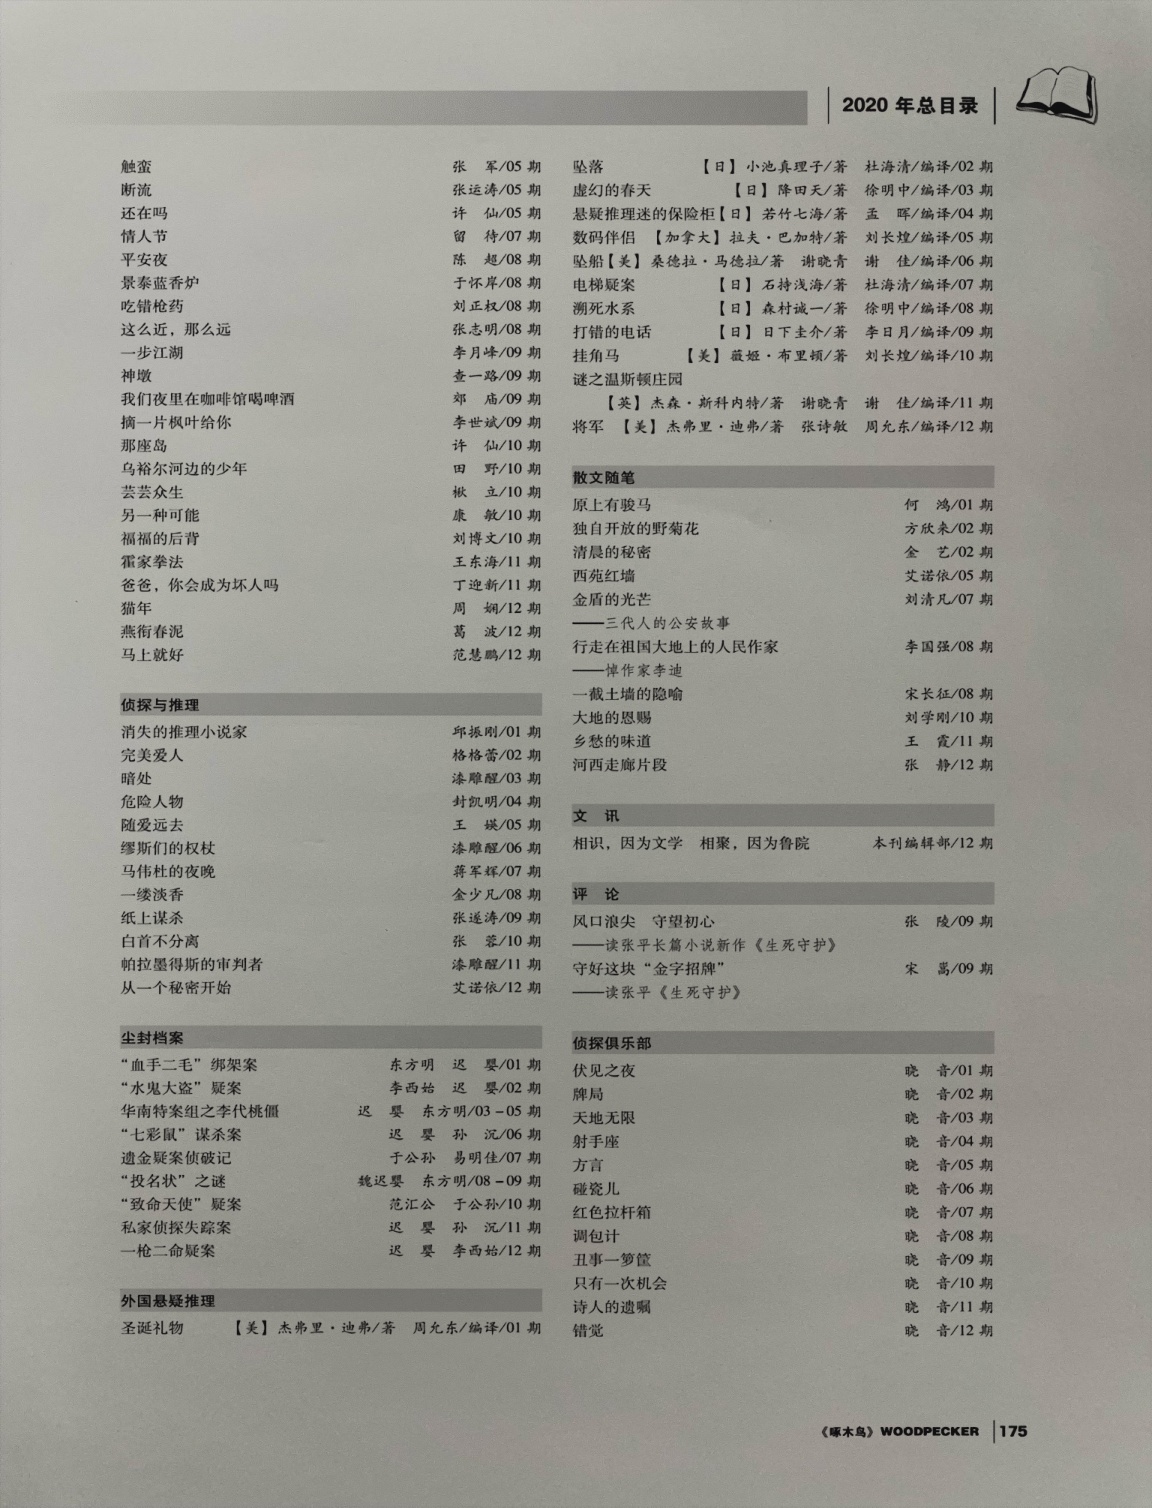 2020 年总目录
触蛮 张 军/05 期
断流 张运涛/05 期
还在吗 许 仙/05 期
情人节 留 待/07 期
平安夜 陈 超/08 期
景泰蓝香炉 于怀岸/08 期
吃错枪药 刘正权/08 期
这么近，那么远 张志明/08 期
一步江湖 李月峰/09 期
神墩 查一路/09 期
我们夜里在咖啡馆喝啤酒 郊 庙/09 期
摘一片枫叶给你 李世斌/09 期
那座岛 许 仙/10 期
乌裕尔河边的少年 田 野/10 期
芸芸众生 楸 立/10 期
另一种可能 康 敏/10 期
福福的后背 刘博文/10 期
霍家拳法 王东海/11 期
爸爸，你会成为坏人吗 丁迎新/11 期
猫年 周 娴/12 期
燕衔春泥 葛 波/12 期
马上就好 范慧鹏/12 期
侦探与推理
消失的推理小说家 邱振刚/01 期
完美爱人 格格蕾/02 期
暗处 漆雕醒/03 期
危险人物 封凯明/04 期
随爱远去 王 媖/05 期
缪斯们的权杖 漆雕醒/06 期
马伟杜的夜晚 蒋军辉/07 期
一缕淡香 金少凡/08 期
纸上谋杀 张遂涛/09 期
白首不分离 张 蓉/10 期
帕拉墨得斯的审判者 漆雕醒/11 期
从一个秘密开始 艾诺依/12 期
尘封档案
“血手二毛”绑架案 东方明 迟 婴/01 期
“水鬼大盗”疑案 李西始 迟 婴/02 期
华南特案组之李代桃僵 迟 婴 东方明/03－05 期
“七彩鼠”谋杀案 迟 婴 孙 沉/06 期
遗金疑案侦破记 于公孙 易明佳/07 期
“投名状”之谜 魏迟婴 东方明/08－09 期
“致命天使”疑案 范汇公 于公孙/10 期
私家侦探失踪案 迟 婴 孙 沉/11 期
一枪二命疑案 迟 婴 李西始/12 期
外国悬疑推理
圣诞礼物 【美】杰弗里·迪弗/著 周允东/编译/01 期
坠落 【日】小池真理子/著 杜海清/编译/02 期
虚幻的春天 【日】降田天/著 徐明中/编译/03 期
悬疑推理迷的保险柜【日】若竹七海/著 孟 晖/编译/04 期
数码伴侣 【加拿大】拉夫·巴加特/著 刘长煌/编译/05 期
坠船【美】桑德拉·马德拉/著 谢晓青 谢 佳/编译/06 期
电梯疑案 【日】石持浅海/著 杜海清/编译/07 期
溯死水系 【日】森村诚一/著 徐明中/编译/08 期
打错的电话 【日】日下圭介/著 李日月/编译/09 期
挂角马 【美】薇姬·布里顿/著 刘长煌/编译/10 期
谜之温斯顿庄园
【英】杰森·斯科内特/著 谢晓青 谢 佳/编译/11 期
将军 【美】杰弗里·迪弗/著 张诗敏 周允东/编译/12 期
散文随笔
原上有骏马 何 鸿/01 期
独自开放的野菊花 方欣来/02 期
清晨的秘密 金 艺/02 期
西苑红墙 艾诺依/05 期
金盾的光芒 刘清凡/07 期
——三代人的公安故事
行走在祖国大地上的人民作家 李国强/08 期
——悼作家李迪
一截土墙的隐喻 宋长征/08 期
大地的恩赐 刘学刚/10 期
乡愁的味道 王 霞/11 期
河西走廊片段 张 静/12 期
文 讯
相识，因为文学 相聚，因为鲁院 本刊编辑部/12 期
评 论
风口浪尖 守望初心 张 陵/09 期
——读张平长篇小说新作《生死守护》
守好这块“金字招牌” 宋 嵩/09 期
——读张平《生死守护》
侦探俱乐部
伏见之夜 晓 音/01 期
牌局 晓 音/02 期
天地无限 晓 音/03 期
射手座 晓 音/04 期
方言 晓 音/05 期
碰瓷儿 晓 音/06 期
红色拉杆箱 晓 音/07 期
调包计 晓 音/08 期
丑事一箩筐 晓 音/09 期
只有一次机会 晓 音/10 期
诗人的遗嘱 晓 音/11 期
错觉 晓 音/12 期
《啄木鸟》WOODPECKER 175